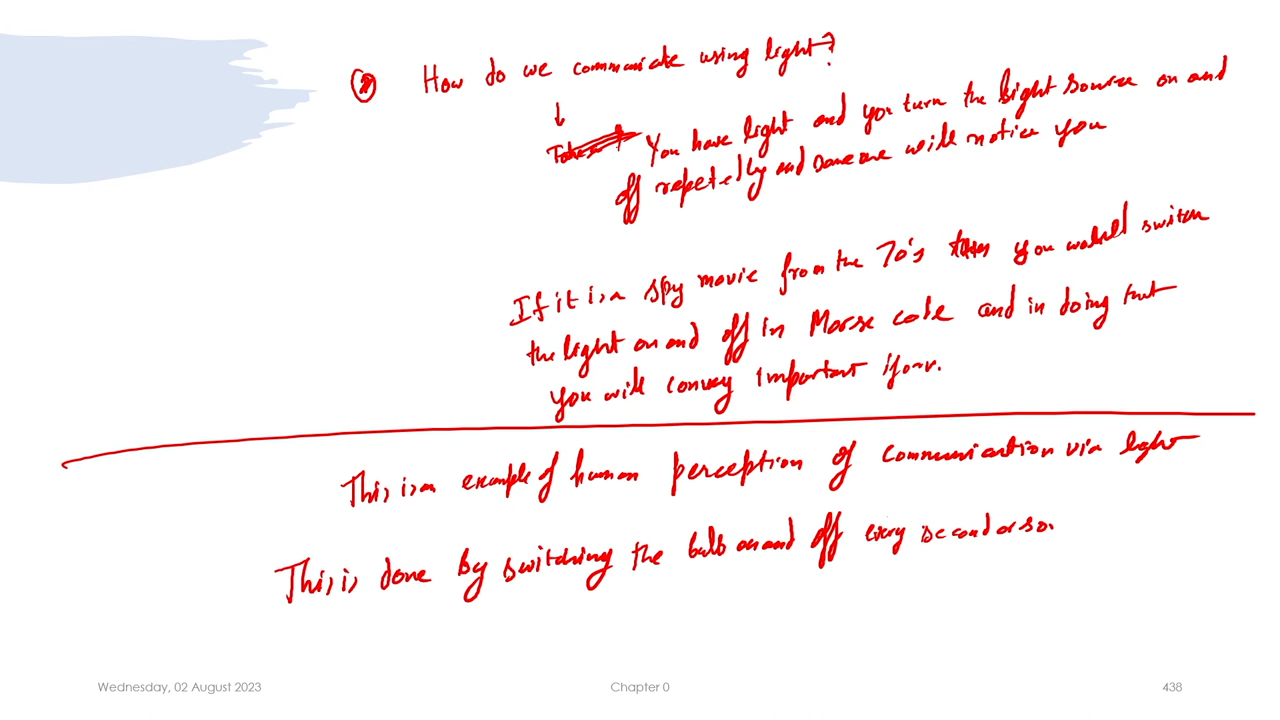 How do we communicate using light?
You have light and you turn the light source on and
off repetedly and someone will notice you
If it is a spy movie from the 70's you switch
the light on and off in Morse code and in doing that
you will convey important
This is an example of human perception of communication via light
This is done by switching the bulb on and off every second or so.
Wednesday, 02 August 2023
Chapter 0
438